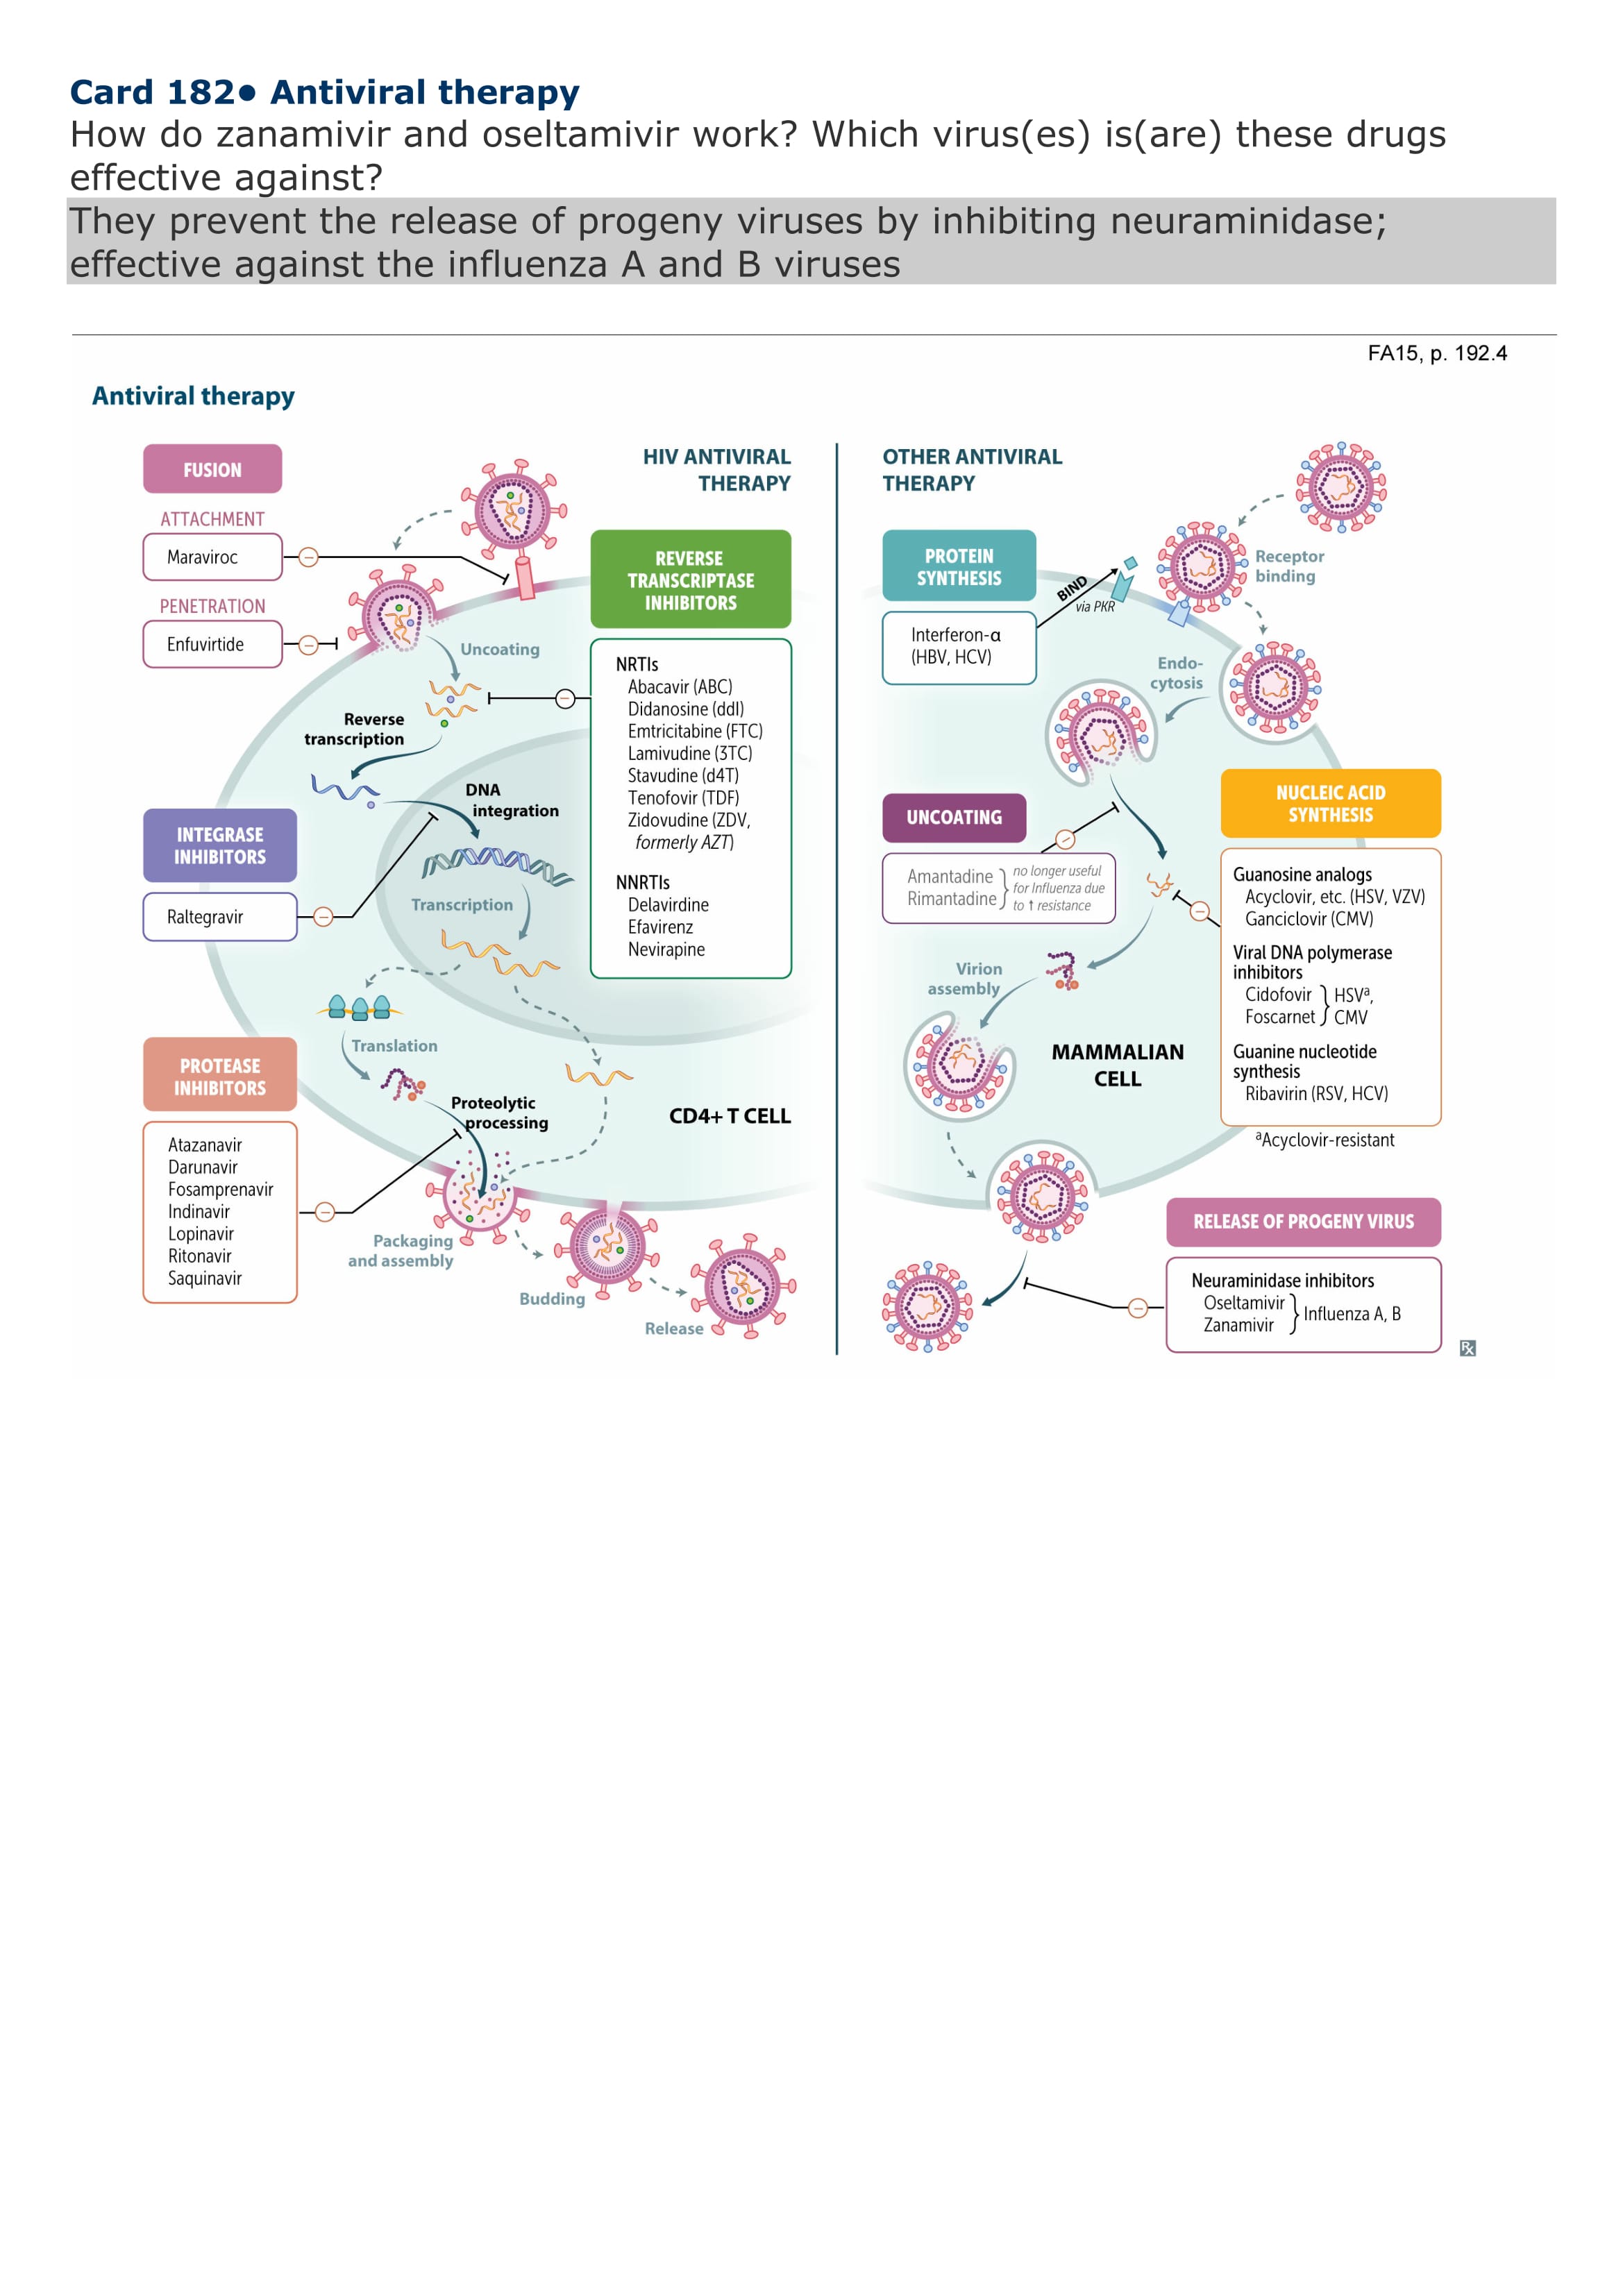 Card 182● Antiviral therapy
How do zanamivir and oseltamivir work? Which virus(es) is(are) these drugs
effective against?
They prevent the release of progeny viruses by inhibiting neuraminidase;
effective against the influenza A and B viruses
FA15, p. 192.4
Antiviral therapy
HIV ANTIVIRAL
THERAPY
FUSION
ATTACHMENT
Maraviroc
PENETRATION
Enfuvirtide
Uncoating
Reverse
transcription
REVERSE
TRANSCRIPTASE
INHIBITORS
NRTIs
Abacavir (ABC)
Didanosine (ddI)
Emtricitabine (FTC)
Lamivudine (3TC)
Stavudine (d4T)
Tenofovir (TDF)
Zidovudine (ZDV,
formerly AZT)
NNRTIs
Delavirdine
Efavirenz
Nevirapine
DNA
integration
INTEGRASE
INHIBITORS
Raltegravir
Transcription
Translation
PROTEASE
INHIBITORS
Atazanavir
Darunavir
Fosamprenavir
Indinavir
Lopinavir
Ritonavir
Saquinavir
Proteolytic
processing
CD4+ T CELL
Packaging
and assembly
Budding
Release
OTHER ANTIVIRAL
THERAPY
PROTEIN
SYNTHESIS
Interferon-α
(HBV, HCV)
BIND
via PKR
Receptor
binding
Endo-
cytosis
UNCOATING
Amantadine
Rimantadine
no longer useful
for Influenza due
to ↑ resistance
NUCLEIC ACID
SYNTHESIS
Guanosine analogs
Acyclovir, etc. (HSV, VZV)
Ganciclovir (CMV)
Viral DNA polymerase
inhibitors
Cidofovir } HSVª,
Foscarnet } CMV
Guanine nucleotide
synthesis
Ribavirin (RSV, HCV)
ªAcyclovir-resistant
Virion
assembly
MAMMALIAN
CELL
RELEASE OF PROGENY VIRUS
Neuraminidase inhibitors
Oseltamivir
Zanamivir
} Influenza A, B
Rx